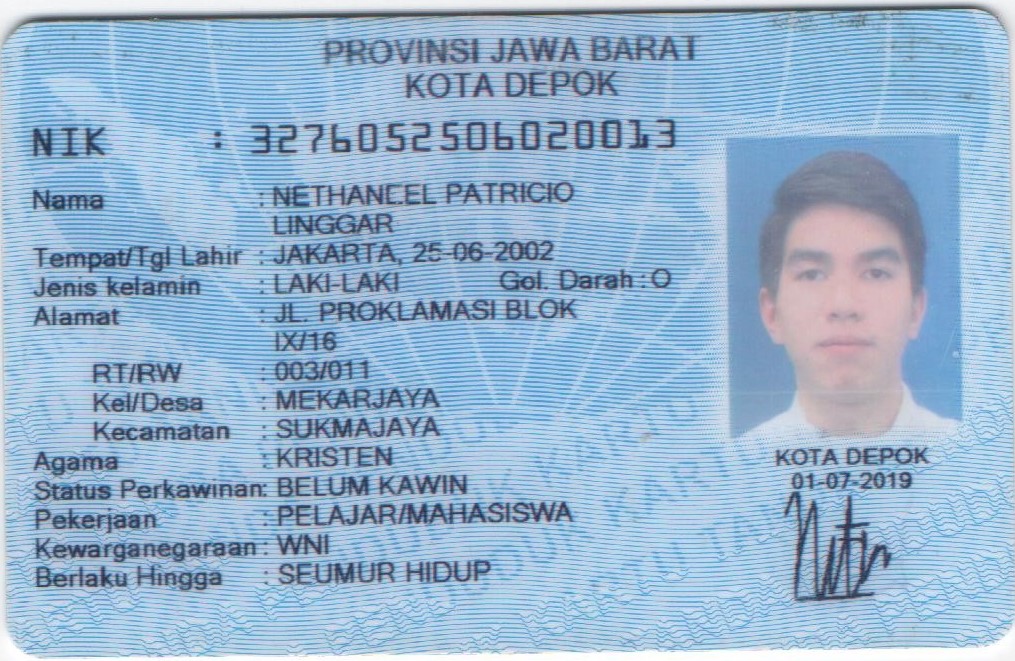 PROVINSI JAWA BARAT
KOTA DEPOK
NIK : 3276052506020013
Nama : NETHANEEL PATRICIO
LINGGAR
Tempat/Tgl Lahir : JAKARTA, 25-06-2002
Jenis kelamin : LAKI-LAKI Gol. Darah : O
Alamat : JL. PROKLAMASI BLOK
IX/16
RT/RW : 003/011
Kel/Desa : MEKARJAYA
Kecamatan : SUKMAJAYA
Agama : KRISTEN
Status Perkawinan: BELUM KAWIN
Pekerjaan : PELAJAR/MAHASISWA
Kewarganegaraan : WNI
Berlaku Hingga : SEUMUR HIDUP
KOTA DEPOK
01-07-2019